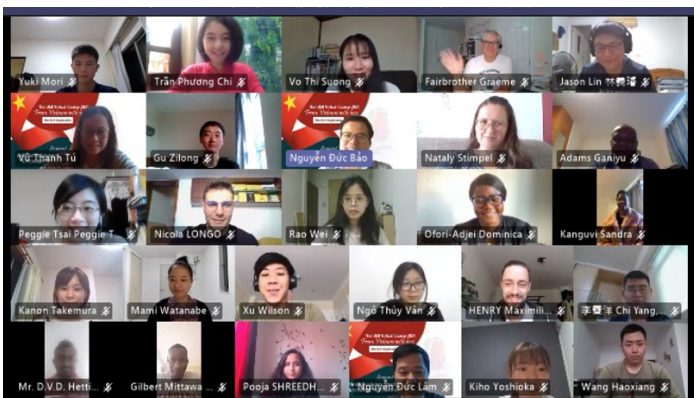 Yuki Mori
Trần Phương Chi
Vo Thi Suong
Fairbrother Graeme
Jason Lin 林
Vũ Thanh Tú
Gu Zilong
Nguyễn Đức Bảo
Nataly Stimpel
Adams Ganiyu
Peggie Tsai Peggie T...
Nicola LONGO
Rao Wei
Ofori-Adjei Dominica
Kanguvi Sandra
Kanon Takemura
Mami Watanabe
Xu Wilson
Ngô Thùy Vân
HENRY Maximili...
Chi Yang,...
Mr. D.V.D. Hetti...
Gilbert Mittawa ...
Pooja SHREEDH...
Nguyễn Đức Lâm
Kiho Yoshioka
Wang Haoxiang